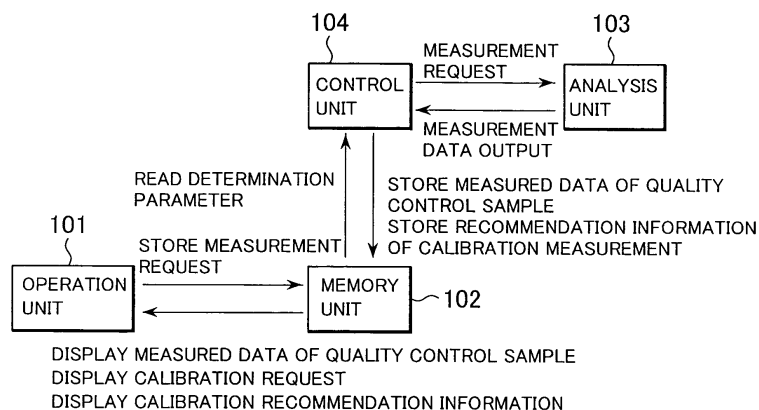 104
103
MEASUREMENT
REQUEST
CONTROL
UNIT
ANALYSIS
UNIT
MEASUREMENT
DATA OUTPUT
READ DETERMINATION
PARAMETER
STORE MEASURED DATA OF QUALITY
CONTROL SAMPLE
STORE RECOMMENDATION INFORMATION
OF CALIBRATION MEASUREMENT
101
STORE MEASUREMENT
REQUEST
OPERATION
UNIT
MEMORY
UNIT
102
DISPLAY MEASURED DATA OF QUALITY CONTROL SAMPLE
DISPLAY CALIBRATION REQUEST
DISPLAY CALIBRATION RECOMMENDATION INFORMATION